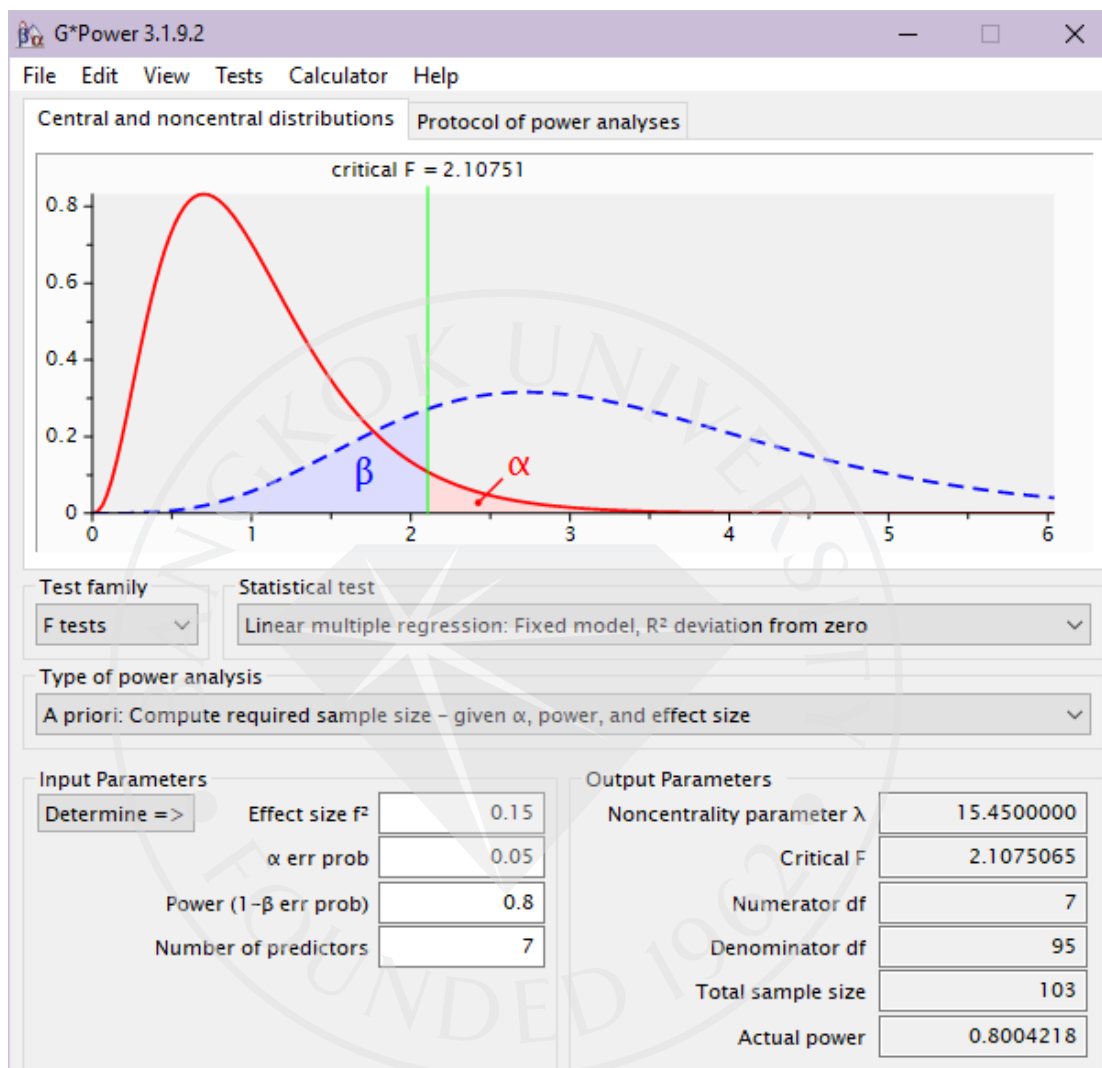 G*Power 3.1.9.2
File Edit View Tests Calculator Help
Central and noncentral distributions Protocol of power analyses
critical F = 2.10751
0.8
0.6
0.4
0.2
0
β
α
0 1 2 3 4 5 6
Test family Statistical test
F tests Linear multiple regression: Fixed model, R² deviation from zero
Type of power analysis
A priori: Compute required sample size – given α, power, and effect size
Input Parameters Output Parameters
Determine => Effect size f² 0.15 Noncentrality parameter λ 15.4500000
α err prob 0.05 Critical F 2.1075065
Power (1-β err prob) 0.8 Numerator df 7
Number of predictors 7 Denominator df 95
Total sample size 103
Actual power 0.8004218
BANGKOK UNIVERSITY
FOUNDED 1962